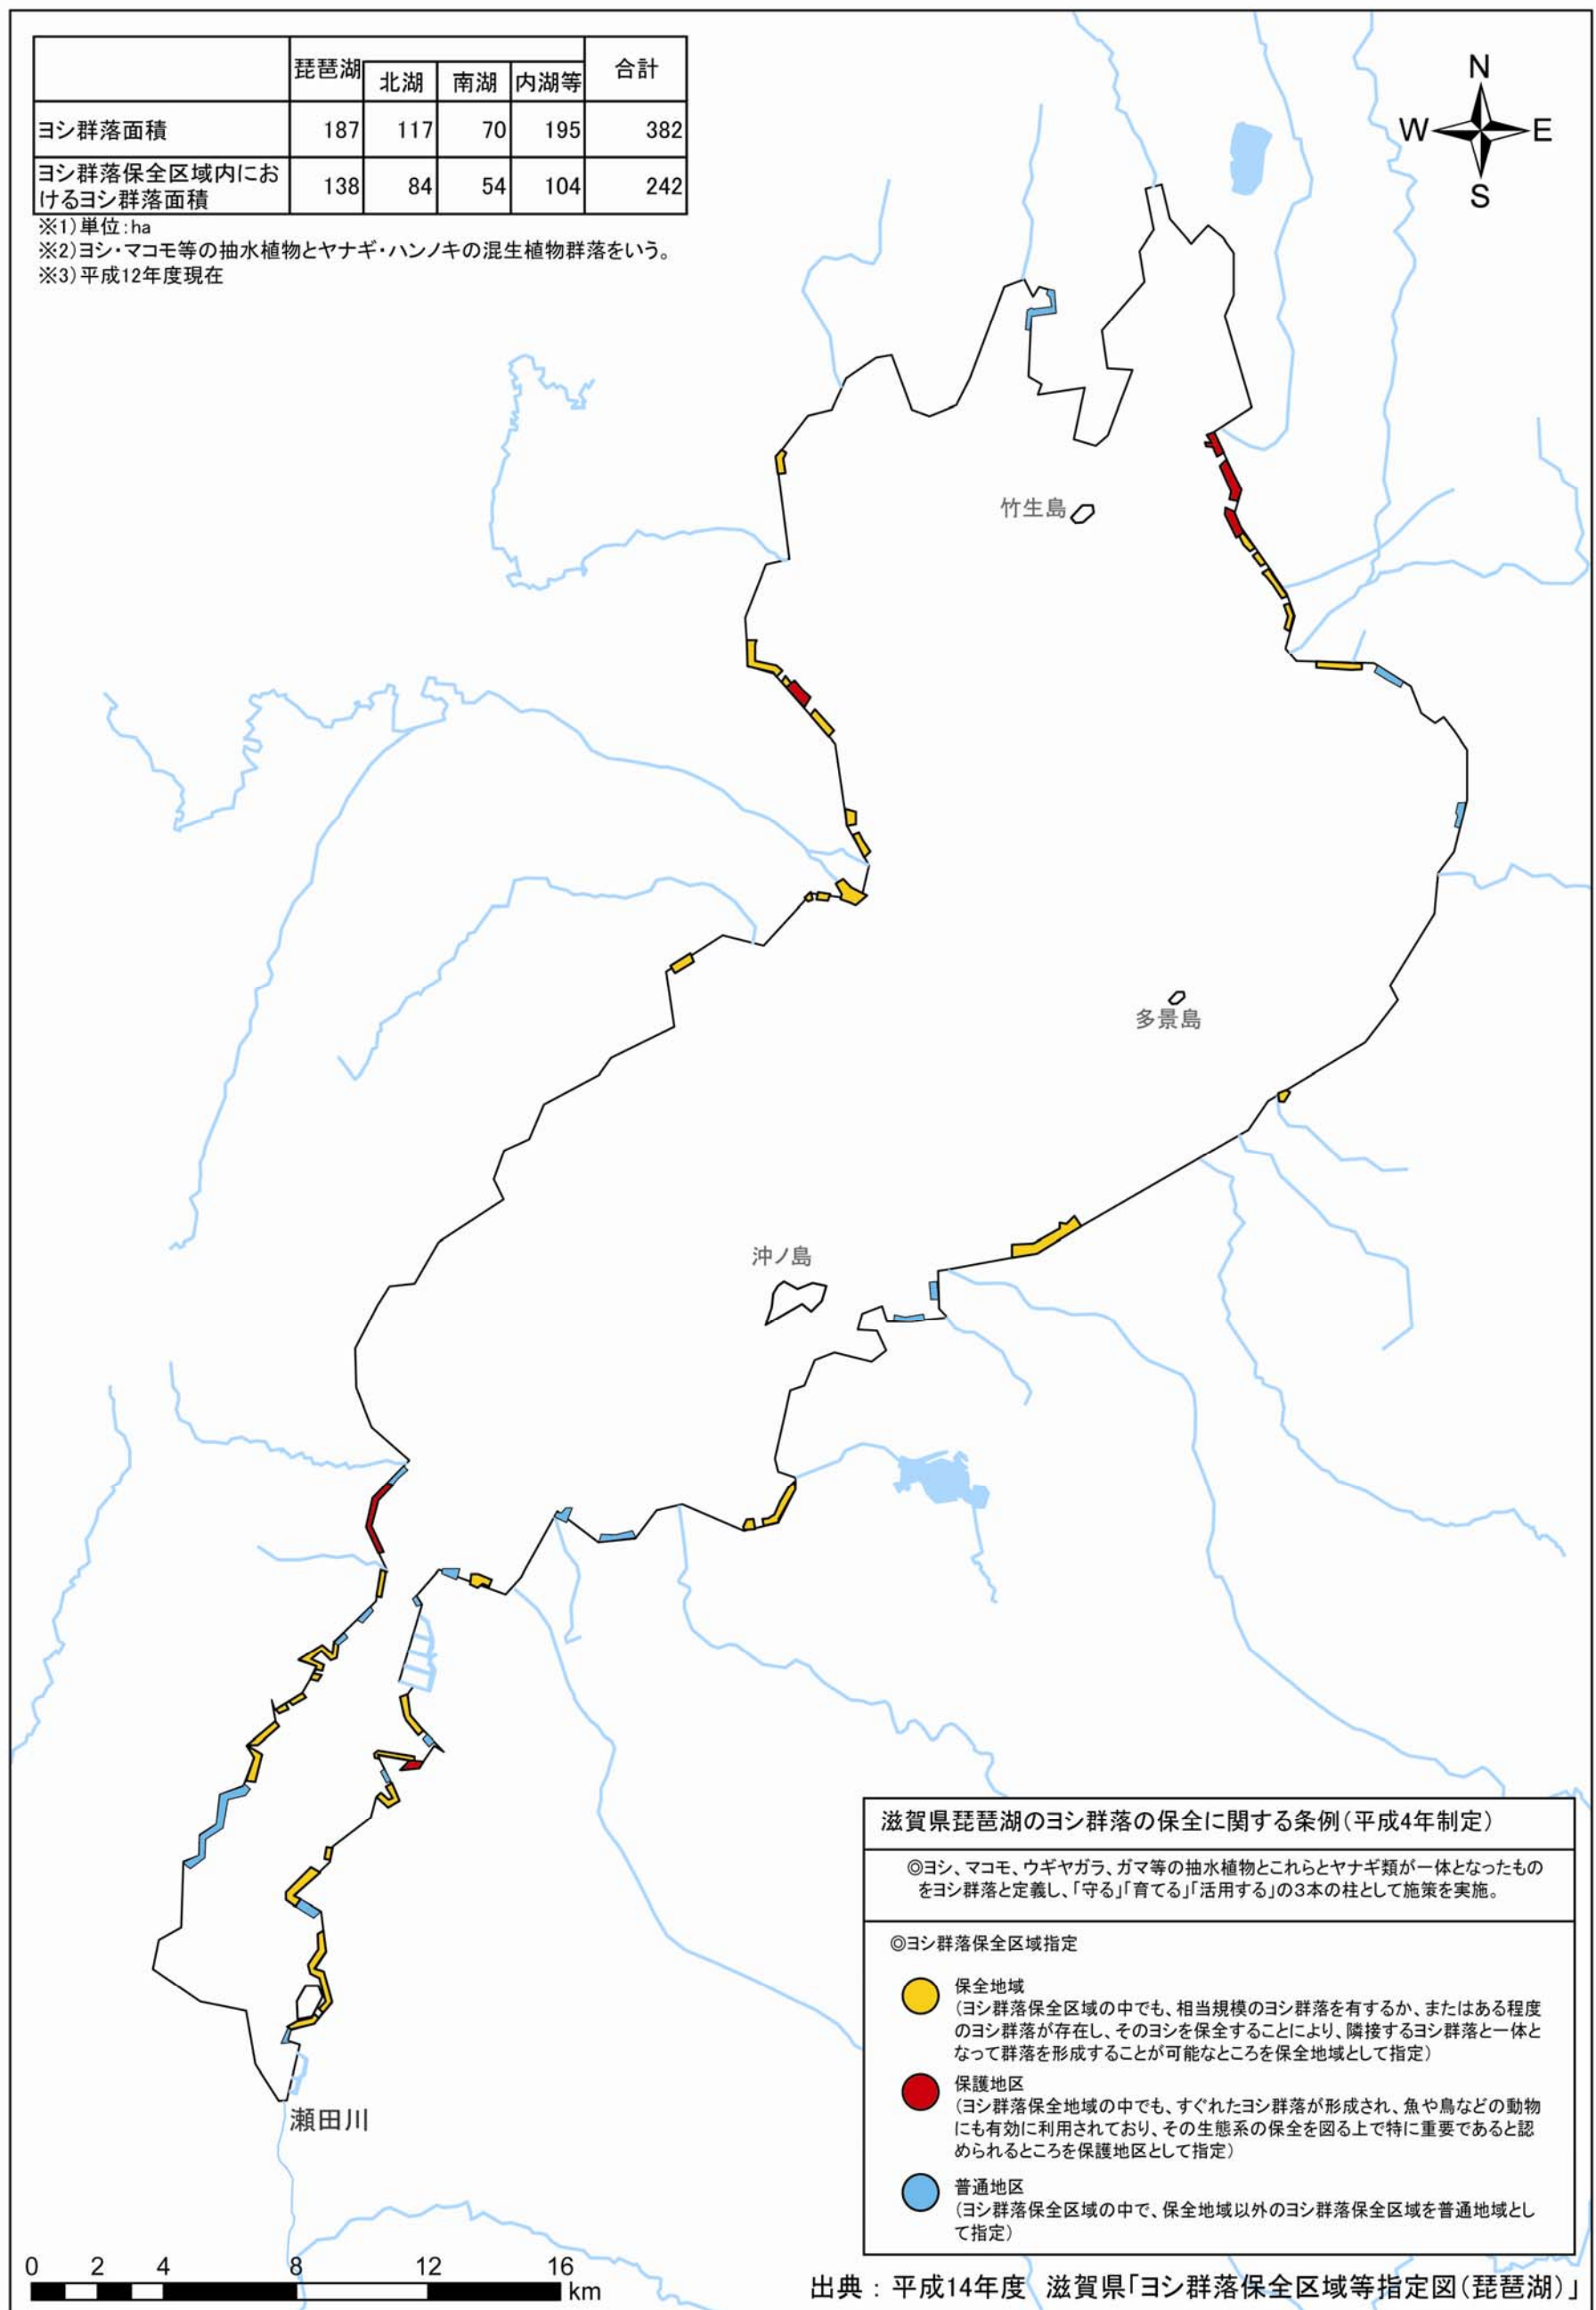 琵琶湖 合計
北湖 南湖 内湖等
ヨシ群落面積 187 117 70 195 382
ヨシ群落保全区域内にお
けるヨシ群落面積 138 84 54 104 242
※1)単位:ha
※2)ヨシ・マコモ等の抽水植物とヤナギ・ハンノキの混生植物群落をいう。
※3)平成12年度現在
N
W E
S
竹生島
多景島
沖ノ島
瀬田川
滋賀県琵琶湖のヨシ群落の保全に関する条例(平成4年制定)
◎ヨシ、マコモ、ウギヤガラ、ガマ等の抽水植物とこれらとヤナギ類が一体となったもの
をヨシ群落と定義し、「守る」「育てる」「活用する」の3本の柱として施策を実施。
◎ヨシ群落保全区域指定
保全地域
(ヨシ群落保全区域の中でも、相当規模のヨシ群落を有するか、またはある程度
のヨシ群落が存在し、そのヨシを保全することにより、隣接するヨシ群落と一体と
なって群落を形成することが可能なところを保全地域として指定)
保護地区
(ヨシ群落保全地域の中でも、すぐれたヨシ群落が形成され、魚や鳥などの動物
にも有効に利用されており、その生態系の保全を図る上で特に重要であると認
められるところを保護地区として指定)
普通地区
(ヨシ群落保全区域の中で、保全地域以外のヨシ群落保全区域を普通地域とし
て指定)
0 2 4 8 12 16
km
出典:平成14年度 滋賀県「ヨシ群落保全区域等指定図(琵琶湖)」